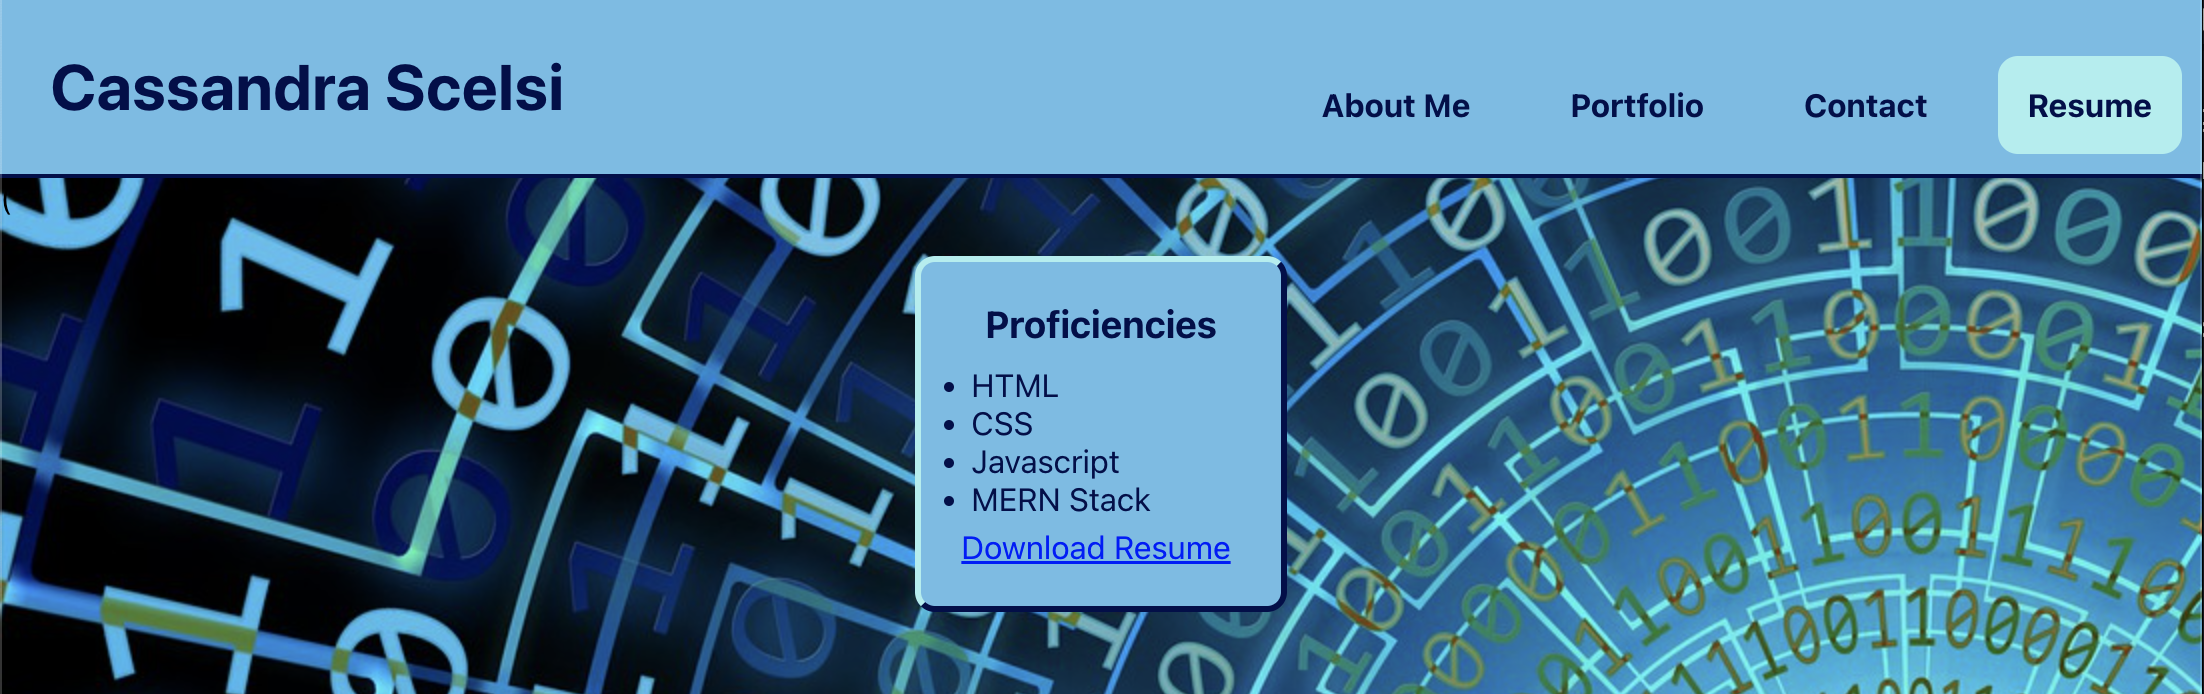 Cassandra Scelsi
About Me Portfolio Contact Resume
Proficiencies
• HTML
• CSS
• Javascript
• MERN Stack
Download Resume